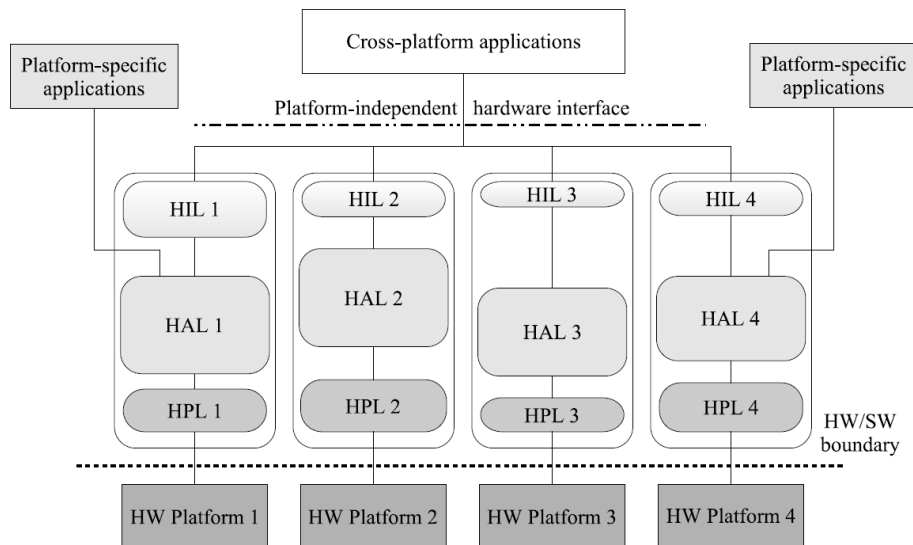 Cross-platform applications
Platform-specific
applications
Platform-specific
applications
Platform-independent hardware interface
HIL 1
HIL 2
HIL 3
HIL 4
HAL 1
HAL 2
HAL 3
HAL 4
HPL 1
HPL 2
HPL 3
HPL 4
HW/SW
boundary
HW Platform 1
HW Platform 2
HW Platform 3
HW Platform 4